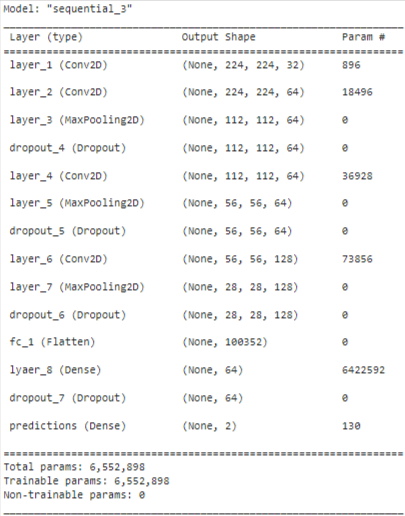 Model: "sequential_3"
Layer (type) Output Shape Param #
layer_1 (Conv2D) (None, 224, 224, 32) 896
layer_2 (Conv2D) (None, 224, 224, 64) 18496
layer_3 (MaxPooling2D) (None, 112, 112, 64) 0
dropout_4 (Dropout) (None, 112, 112, 64) 0
layer_4 (Conv2D) (None, 112, 112, 64) 36928
layer_5 (MaxPooling2D) (None, 56, 56, 64) 0
dropout_5 (Dropout) (None, 56, 56, 64) 0
layer_6 (Conv2D) (None, 56, 56, 128) 73856
layer_7 (MaxPooling2D) (None, 28, 28, 128) 0
dropout_6 (Dropout) (None, 28, 28, 128) 0
fc_1 (Flatten) (None, 100352) 0
lyaer_8 (Dense) (None, 64) 6422592
dropout_7 (Dropout) (None, 64) 0
predictions (Dense) (None, 2) 130
Total params: 6,552,898
Trainable params: 6,552,898
Non-trainable params: 0